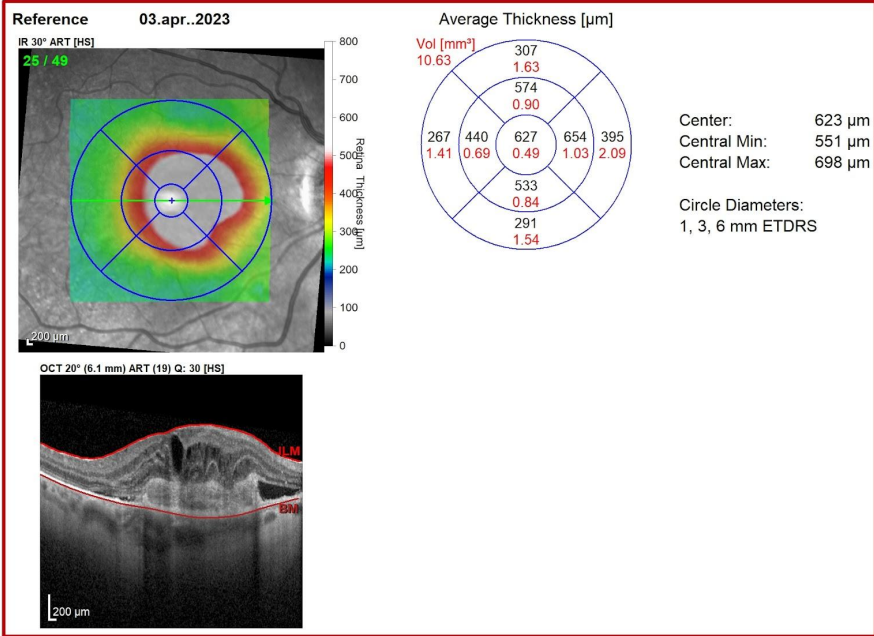 Reference 03.apr..2023
IR 30° ART [HS]
25 / 49
800
700
600
500
400
300
200
100
0
Retina Thickness [µm]
200 µm
Average Thickness [µm]
Vol [mm³]
10.63
307
1.63
574
0.90
267 440 627 654 395
1.41 0.69 0.49 1.03 2.09
533
0.84
291
1.54
Center: 623 µm
Central Min: 551 µm
Central Max: 698 µm
Circle Diameters:
1, 3, 6 mm ETDRS
OCT 20° (6.1 mm) ART (19) Q: 30 [HS]
ILM
BM
200 µm